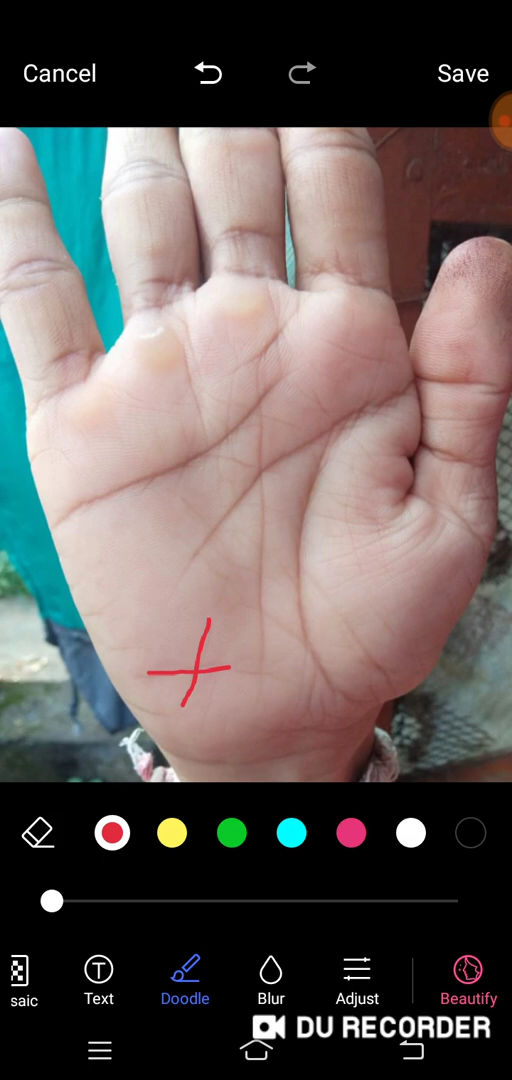 Cancel
Save
saic
Text
Doodle
Blur
Adjust
Beautify
DU RECORDER